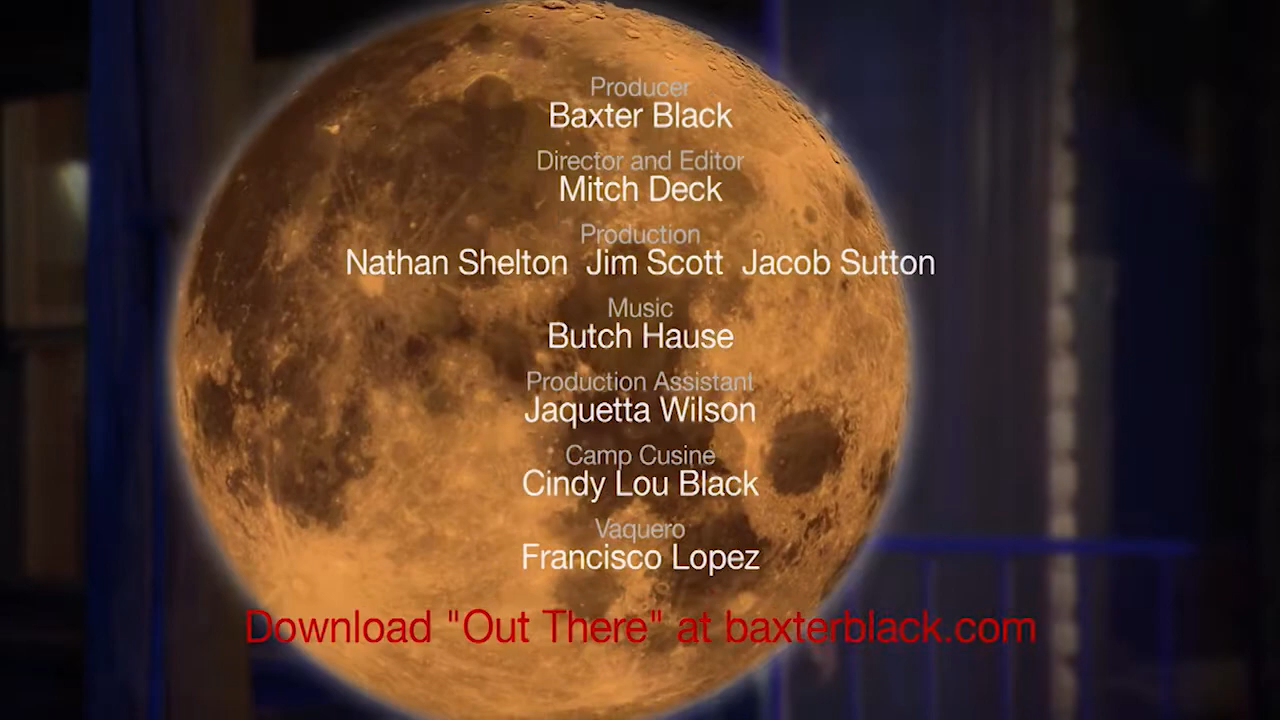 Producer
Baxter Black
Director and Editor
Mitch Deck
Production
Nathan Shelton Jim Scott Jacob Sutton
Music
Butch Hause
Production Assistant
Jaquetta Wilson
Camp Cusine
Cindy Lou Black
Vaquero
Francisco Lopez
Download "Out There" at baxterblack.com